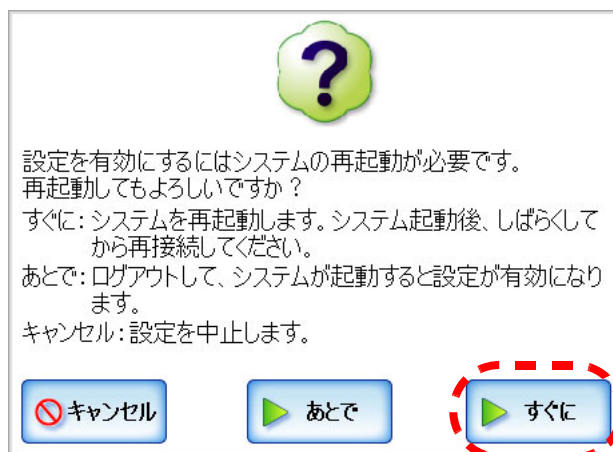 ?
設定を有効にするにはシステムの再起動が必要です。
再起動してもよろしいですか？
すぐに：システムを再起動します。システム起動後、しばらくして
から再接続してください。
あとで：ログアウトして、システムが起動すると設定が有効になり
ます。
キャンセル：設定を中止します。
キャンセル
あとで
すぐに